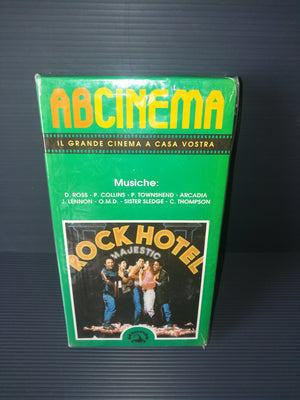 ABCINEMA
IL GRANDE CINEMA A CASA VOSTRA
Musiche:
D. ROSS - P. COLLINS - P. TOWNSHEND - ARCADIA
J. LENNON - O.M.D. - SISTER SLEDGE - C. THOMPSON
ROCK HOTEL
MAJESTIC